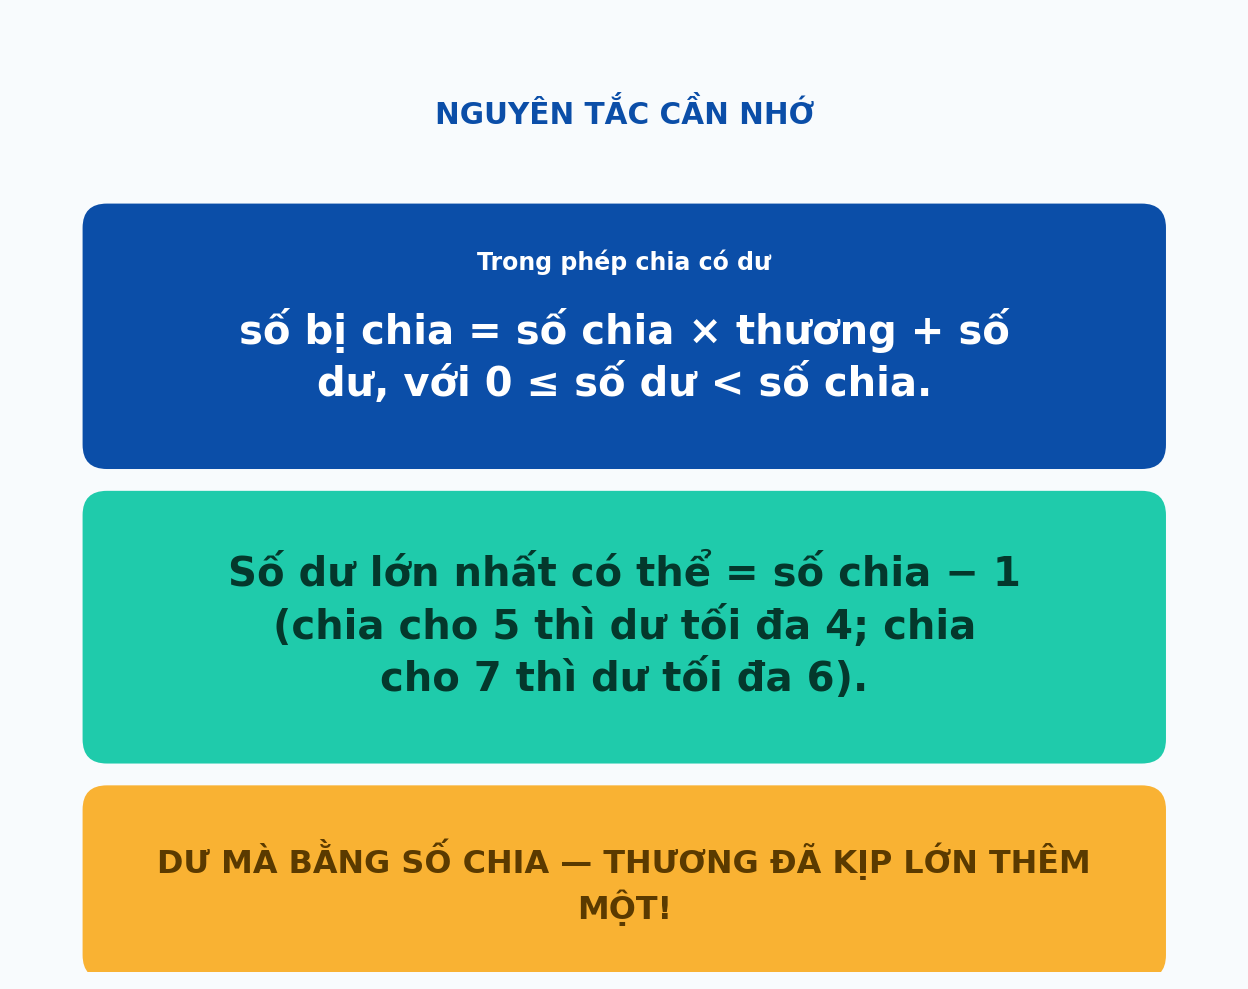 NGUYÊN TẮC CẦN NHỚ
Trong phép chia có dư
số bị chia = số chia × thương + số
dư, với 0 ≤ số dư < số chia.
Số dư lớn nhất có thể = số chia − 1
(chia cho 5 thì dư tối đa 4; chia
cho 7 thì dư tối đa 6).
DƯ MÀ BẰNG SỐ CHIA — THƯƠNG ĐÃ KỊP LỚN THÊM
MỘT!